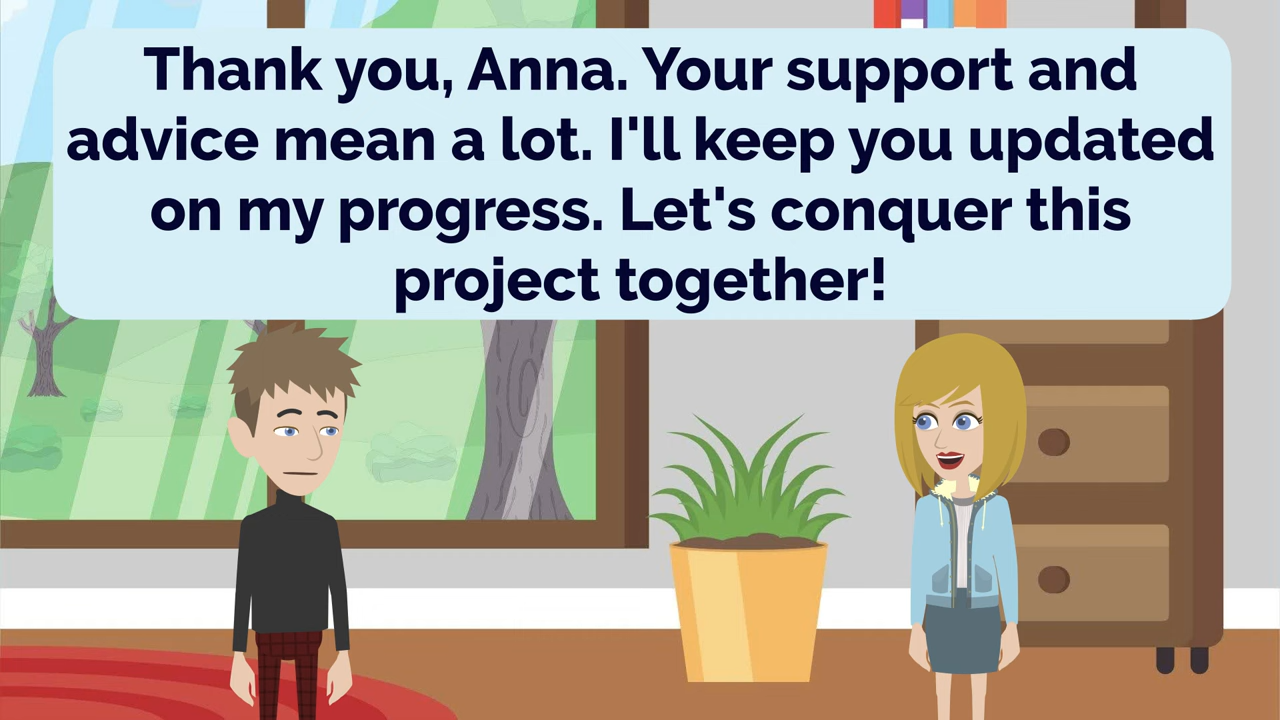 Thank you, Anna. Your support and
advice mean a lot. I'll keep you updated
on my progress. Let's conquer this
project together!